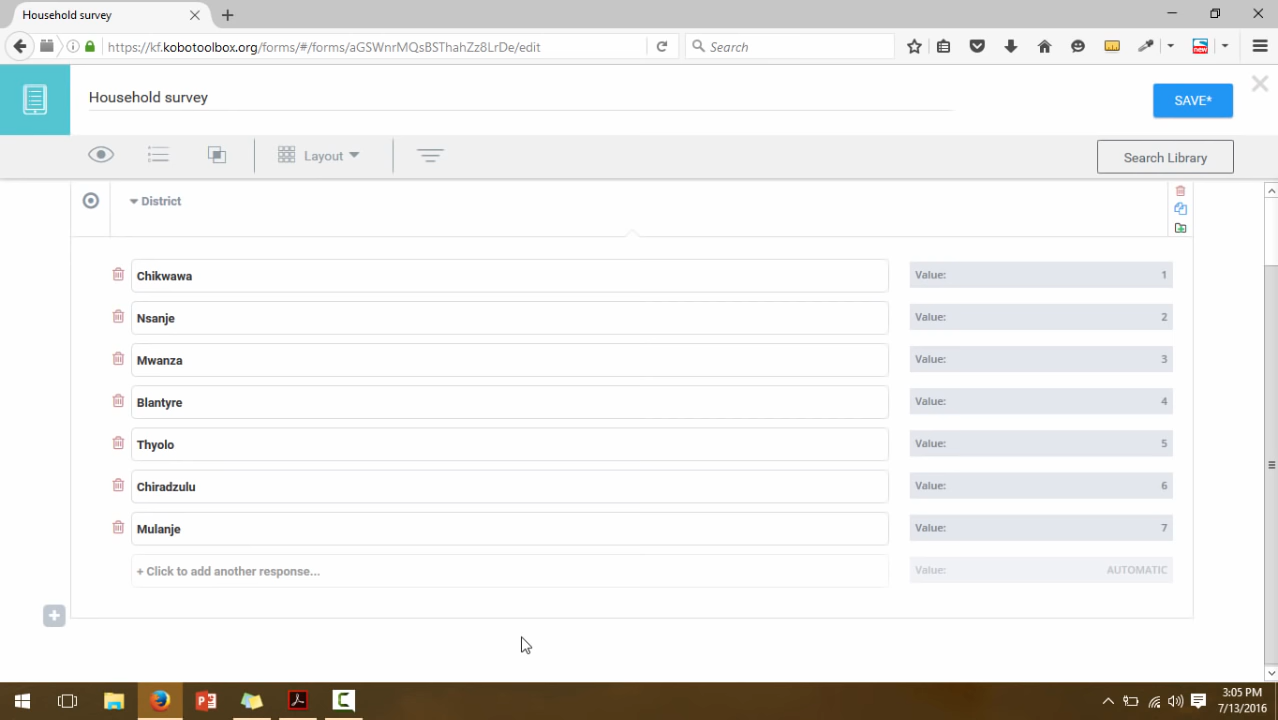 Household survey
https://kf.kobotoolbox.org/forms/#/forms/aGSWnrMQsBSThahZz8LFDe/edit
Search
new
Household survey
SAVE*
Layout
Search Library
District
Chikwawa
Value: 1
Nsanje
Value: 2
Mwanza
Value: 3
Blantyre
Value: 4
Thyolo
Value: 5
Chiradzulu
Value: 6
Mulanje
Value: 7
+ Click to add another response...
Value: AUTOMATIC
3:05 PM
7/13/2016